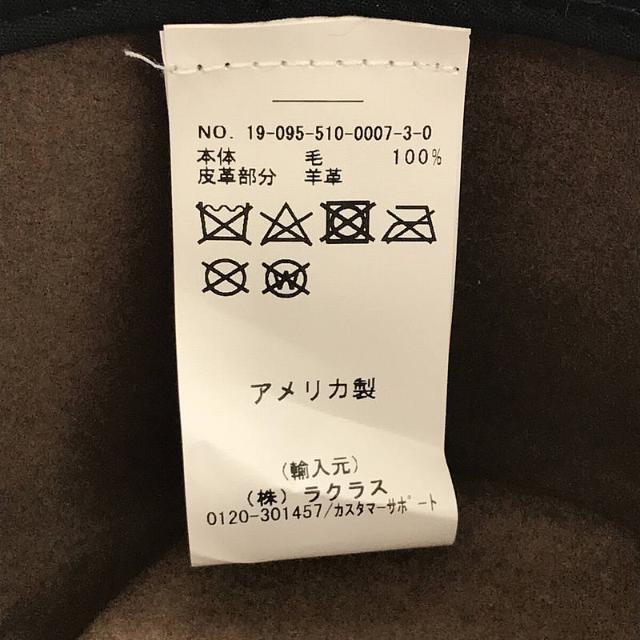 NO. 19-095-510-0007-3-0
本体 毛 100%
皮革部分 羊革
W
アメリカ製
(輸入元)
(株) ラクラス
0120-301457/カスタマーサポート